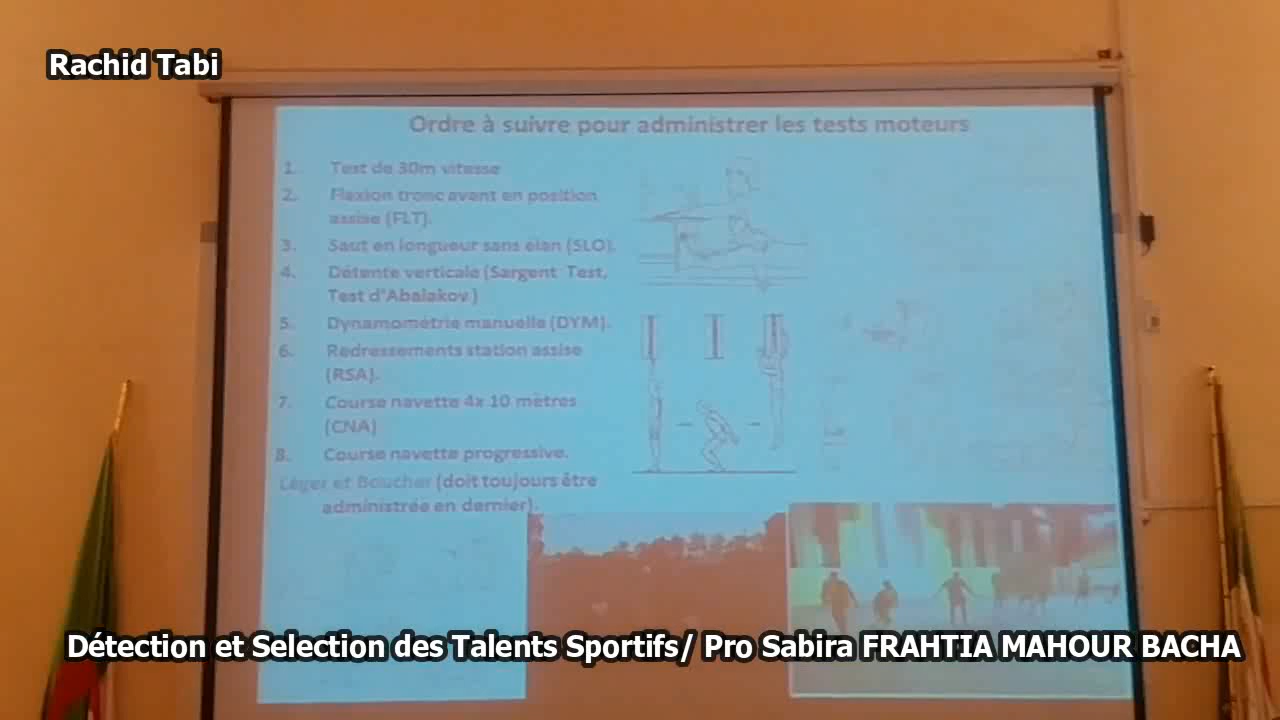 Rachid Tabi
Ordre à suivre pour administrer les tests moteurs
1. Test de 30m vitesse
2. Flexion tronc avant en position
assise (FLT).
3. Saut en longueur sans élan (SLO).
4. Détente verticale (Sargent Test,
Test d'Abalakov )
5. Dynamométrie manuelle (DYM).
6. Redressements station assise
(RSA).
7. Course navette 4x 10 mètres
(CNA)
8. Course navette progressive.
Léger et Boucher (doit toujours être
administrée en dernier).
Détection et Selection des Talents Sportifs/ Pro Sabira FRAHTIA MAHOUR BACHA